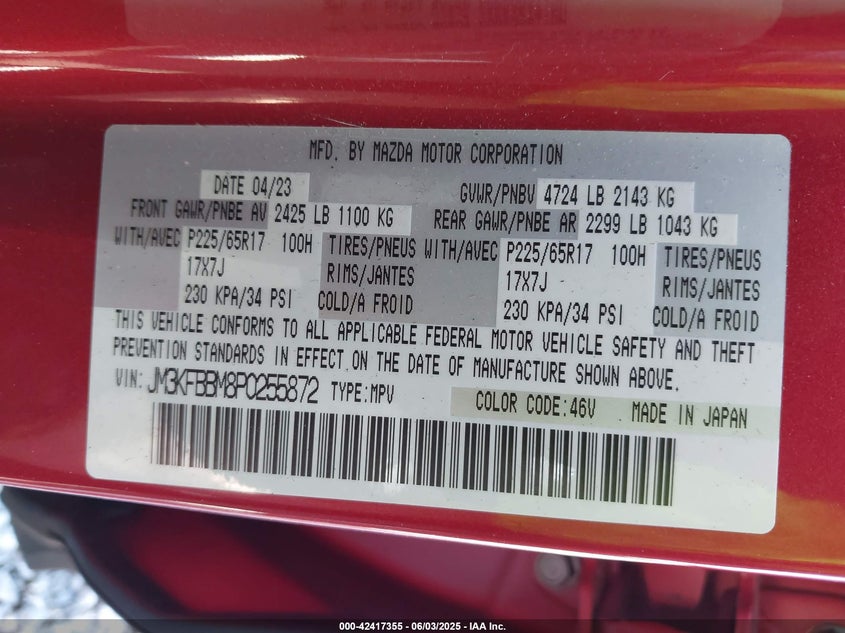 MFD. BY MAZDA MOTOR CORPORATION
DATE 04/23 GVWR/PNBV 4724 LB 2143 KG
FRONT GAWR/PNBE AV 2425 LB 1100 KG REAR GAWR/PNBE AR 2299 LB 1043 KG
WITH/AVEC P225/65R17 100H TIRES/PNEUS WITH/AVEC P225/65R17 100H TIRES/PNEUS
17X7J RIMS/JANTES 17X7J RIMS/JANTES
230 KPA/34 PSI COLD/A FROID 230 KPA/34 PSI COLD/A FROID
THIS VEHICLE CONFORMS TO ALL APPLICABLE FEDERAL MOTOR VEHICLE SAFETY AND THEFT
PREVENTION STANDARDS IN EFFECT ON THE DATE OF MANUFACTURE SHOWN ABOVE.
VIN: JM3KFBBM8P0255872 TYPE:MPV COLOR CODE:46V MADE IN JAPAN
000-42417355 - 06/03/2025 - IAA Inc.